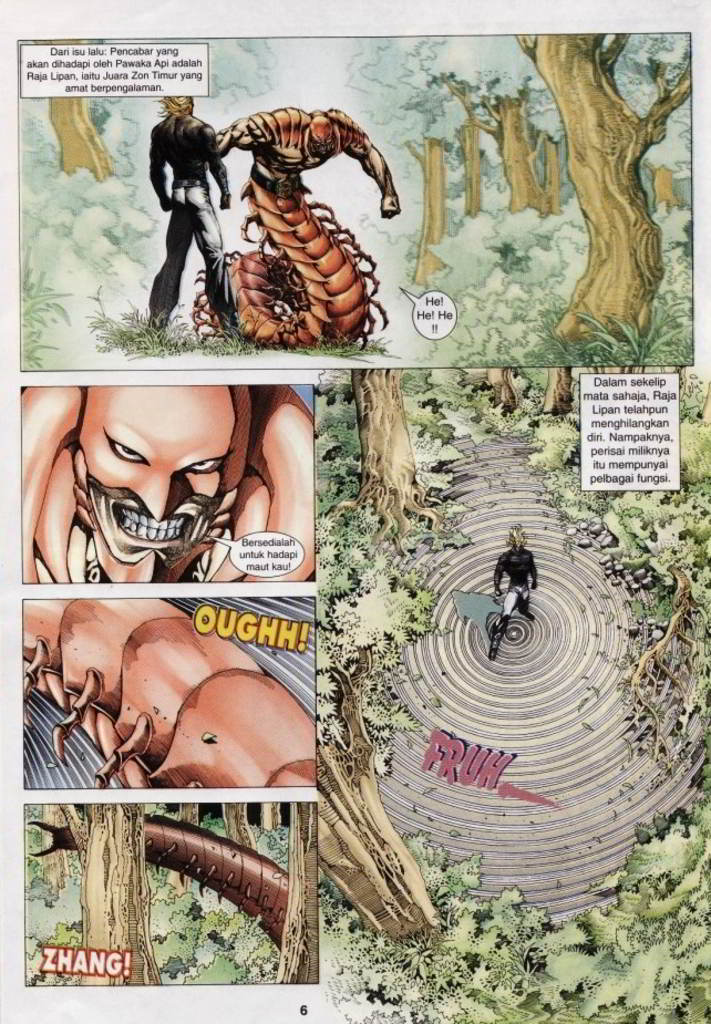 Dari isu lalu: Pencabar yang
akan dihadapi oleh Pawaka Api adalah
Raja Lipan, iaitu Juara Zon Timur yang
amat berpengalaman.
He!
He! He
!!
Dalam sekelip
mata sahaja, Raja
Lipan telahpun
menghilangkan
diri. Nampaknya,
perisai miliknya
itu mempunyai
pelbagai fungsi.
Bersedialah
untuk hadapi
maut kau!
OUGHH!
FRUH
ZHANG!
6